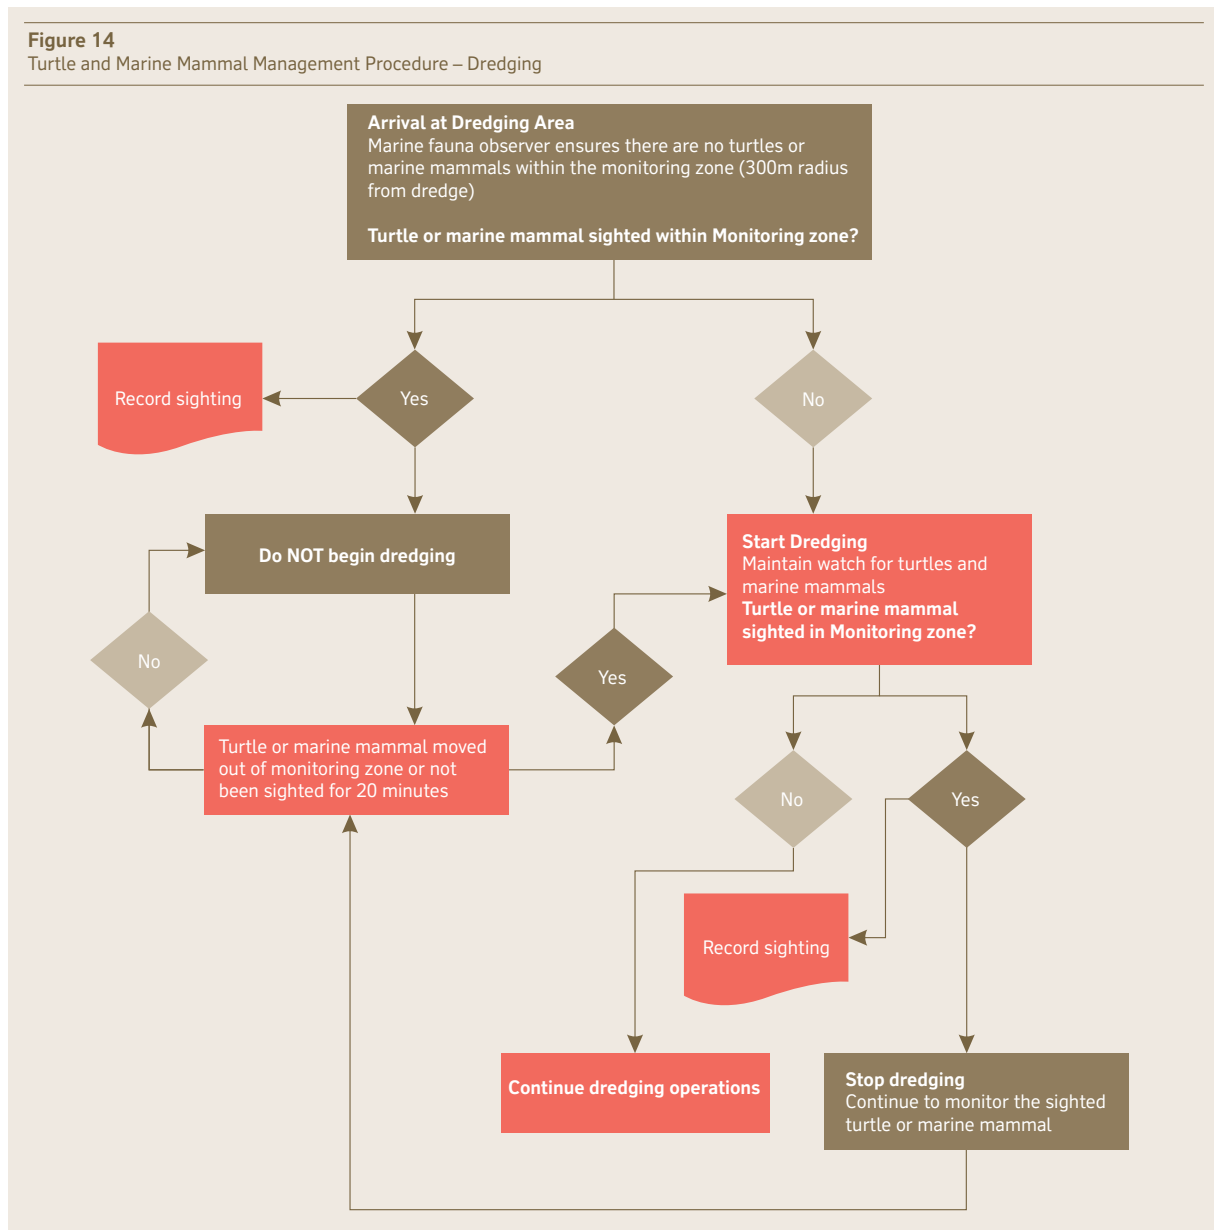 Figure 14
Turtle and Marine Mammal Management Procedure – Dredging
Arrival at Dredging Area
Marine fauna observer ensures there are no turtles or
marine mammals within the monitoring zone (300m radius
from dredge)
Turtle or marine mammal sighted within Monitoring zone?
Record sighting
Yes
No
Do NOT begin dredging
Start Dredging
Maintain watch for turtles and
marine mammals
Turtle or marine mammal
sighted in Monitoring zone?
No
Yes
Turtle or marine mammal moved
out of monitoring zone or not
been sighted for 20 minutes
No
Yes
Record sighting
Continue dredging operations
Stop dredging
Continue to monitor the sighted
turtle or marine mammal